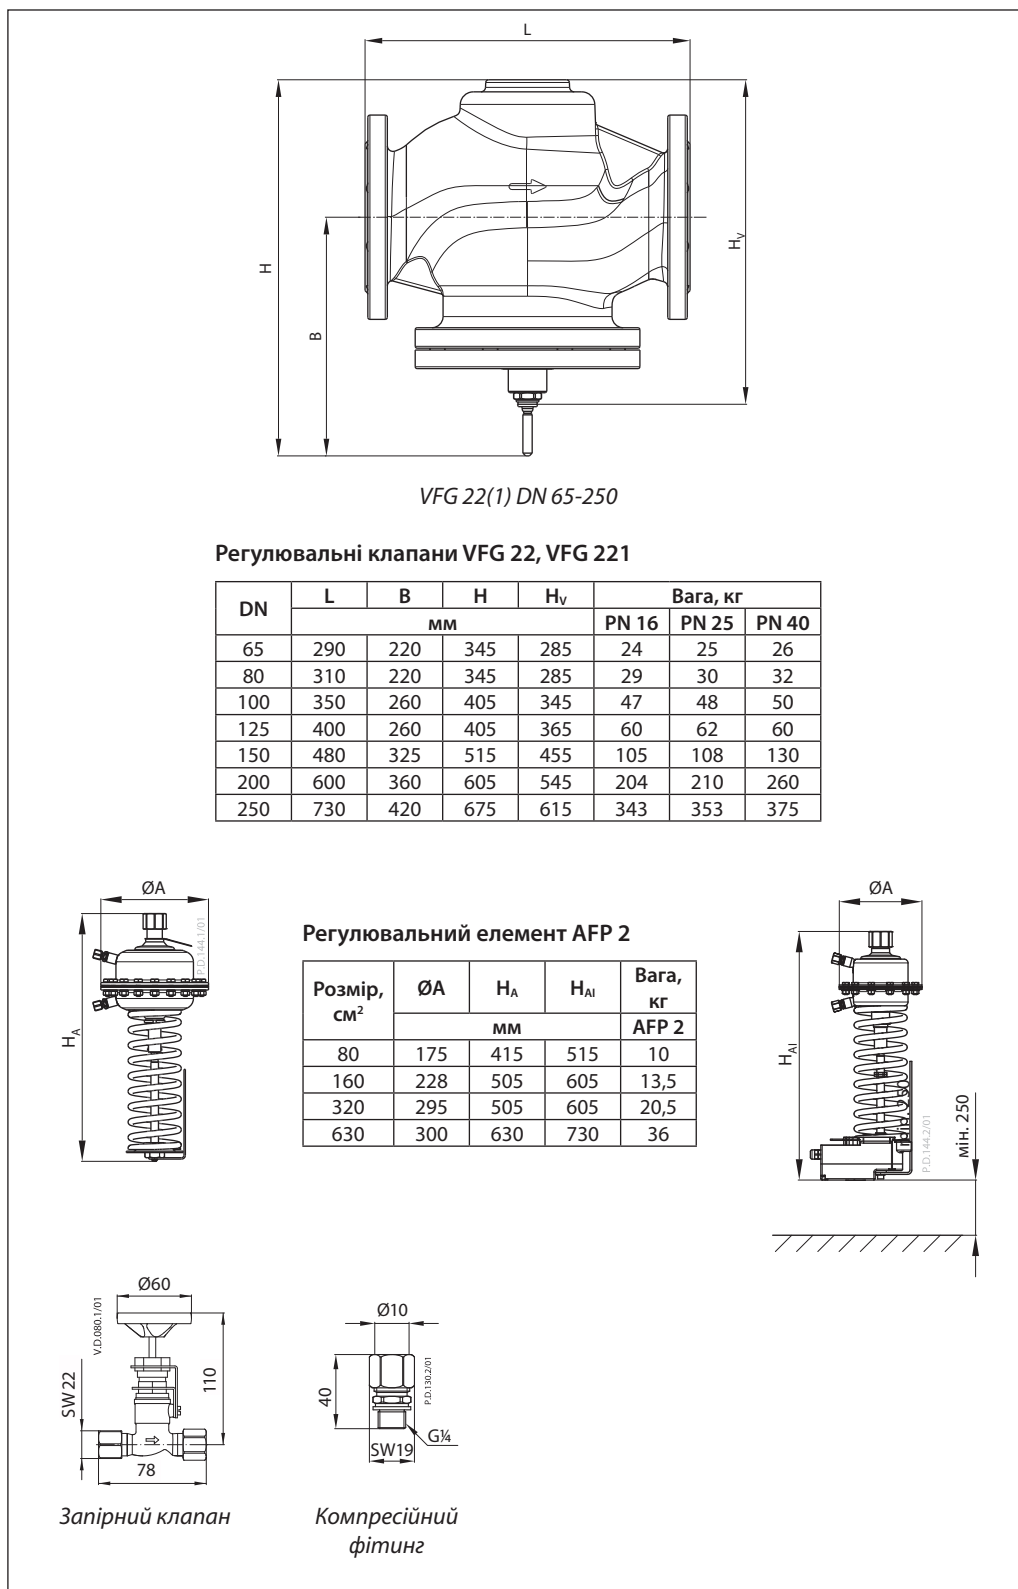 L
H
B
Hv
VFG 22(1) DN 65-250
Регулювальні клапани VFG 22, VFG 221
DN L B H Hv Вага, кг
мм PN 16 PN 25 PN 40
65 290 220 345 285 24 25 26
80 310 220 345 285 29 30 32
100 350 260 405 345 47 48 50
125 400 260 405 365 60 62 60
150 480 325 515 455 105 108 130
200 600 360 605 545 204 210 260
250 730 420 675 615 343 353 375
ØA
HA
P.D.144.1/01
Регулювальний елемент AFP 2
Розмір, см² ØA HA HAI Вага, кг
мм AFP 2
80 175 415 515 10
160 228 505 605 13,5
320 295 505 605 20,5
630 300 630 730 36
ØA
HAI
P.D.144.2/01
мін. 250
Ø60
V.D.080.1/01
SW 22
110
78
Запірний клапан
Ø10
40
P.D.130.2/01
G¼
SW19
Компресійний
фітинг